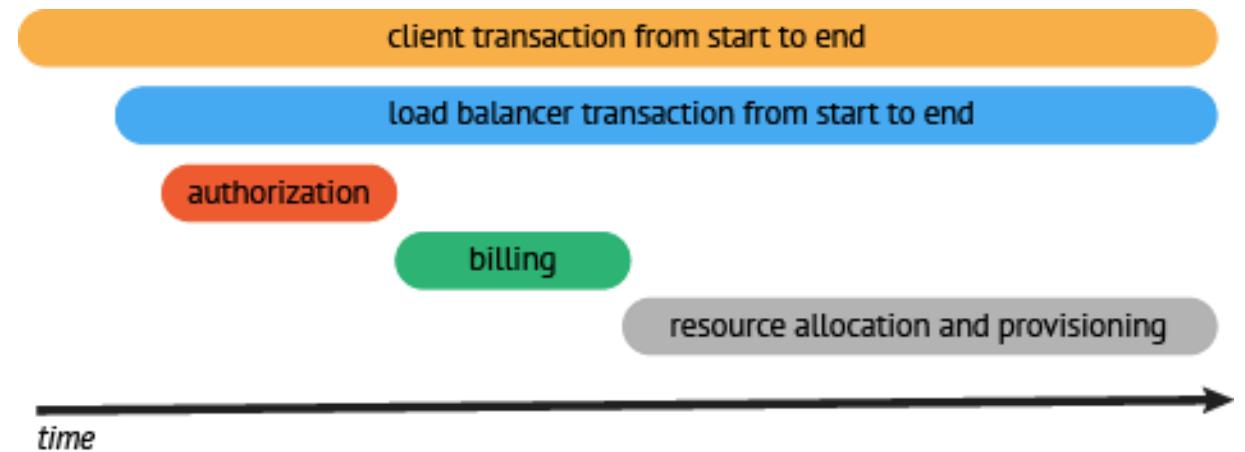 client transaction from start to end
load balancer transaction from start to end
authorization
billing
resource allocation and provisioning
time